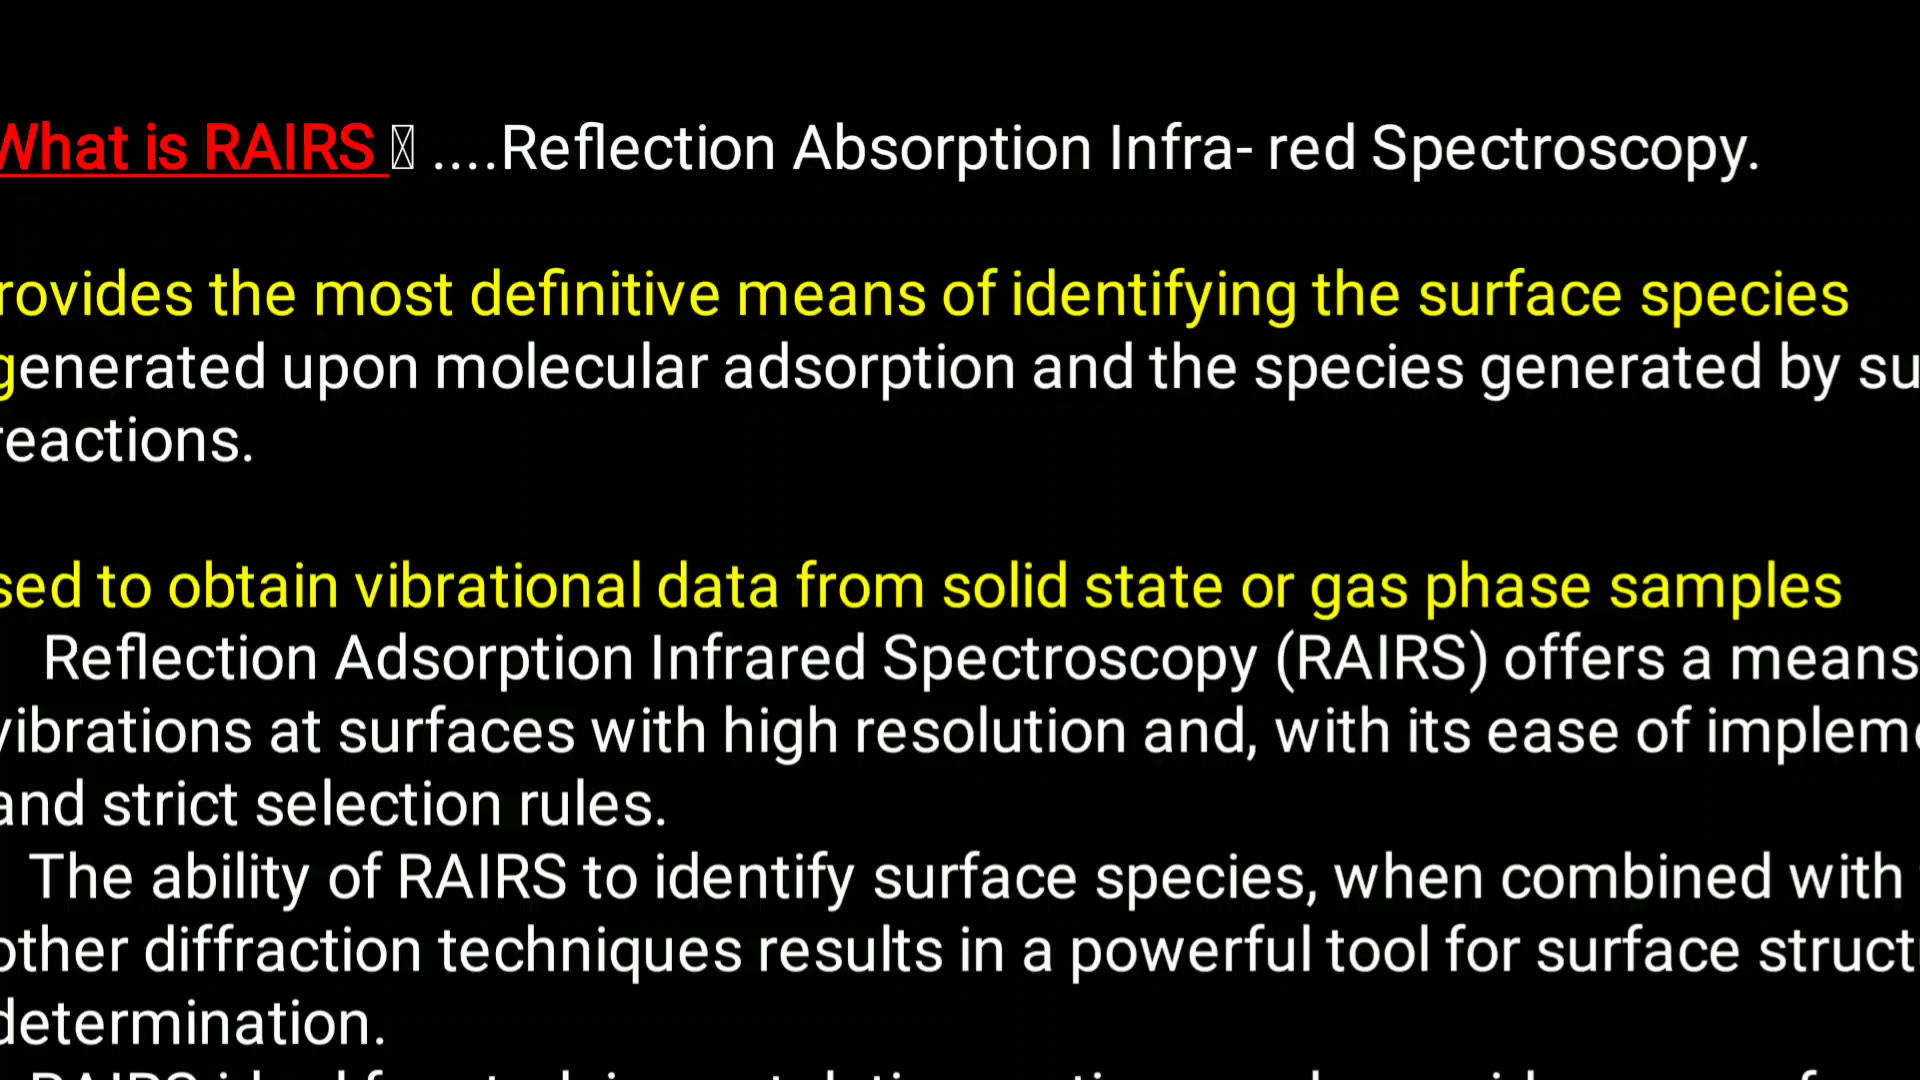 What is RAIRS ....Reflection Absorption Infra- red Spectroscopy.
rovides the most definitive means of identifying the surface species
generated upon molecular adsorption and the species generated by su
reactions.
sed to obtain vibrational data from solid state or gas phase samples
Reflection Adsorption Infrared Spectroscopy (RAIRS) offers a means
vibrations at surfaces with high resolution and, with its ease of implem
and strict selection rules.
The ability of RAIRS to identify surface species, when combined with
other diffraction techniques results in a powerful tool for surface struct
determination.